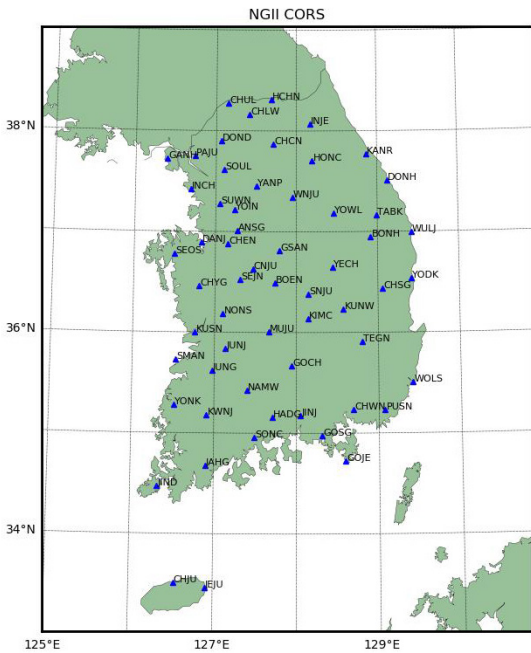 NGII CORS
CHUL
HCHN
CHLW
INJE
38°N
DOND
CHCN
GANH
PAJU
KANR
HONC
SOUL
DONH
INCH
YANP
WNJU
SUWN
YOIN
YOWL
TABK
ANSG
WULJ
DANJ
CHEN
BONH
SEOS
GSAN
CNJU
YECH
SEJN
BOEN
YODK
CHYG
SNJU
CHSG
NONS
KIMC
KUNW
36°N
KUSN
MUJU
JUNJ
TEGN
SMAN
JUNG
GOCH
WOLS
NAMW
YONK
KWNJ
HADG
JINJ
CHWN
PUSN
SONC
GOSG
JAHG
GOJE
JIND
34°N
CHJU
JEJU
125°E
127°E
129°E